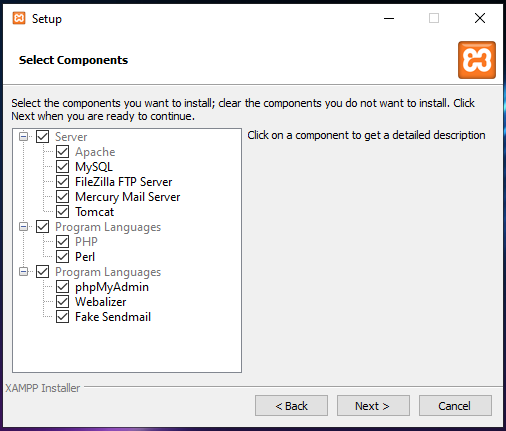 Setup
Select Components
Select the components you want to install; clear the components you do not want to install. Click
Next when you are ready to continue.
Server
Apache
MySQL
FileZilla FTP Server
Mercury Mail Server
Tomcat
Program Languages
PHP
Perl
Program Languages
phpMyAdmin
Webalizer
Fake Sendmail
Click on a component to get a detailed description
XAMPP Installer
< Back
Next >
Cancel